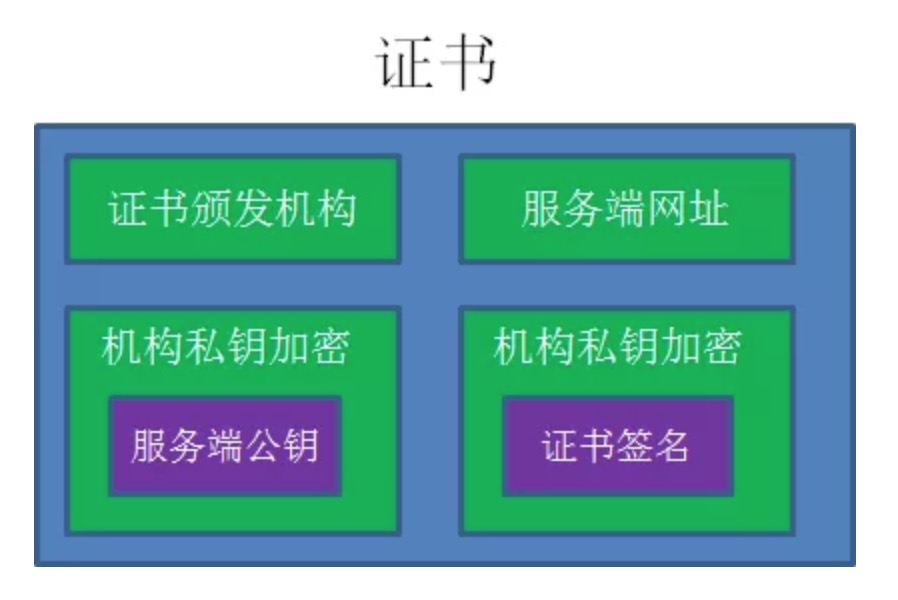 证书
证书颁发机构
服务端网址
机构私钥加密
服务端公钥
机构私钥加密
证书签名